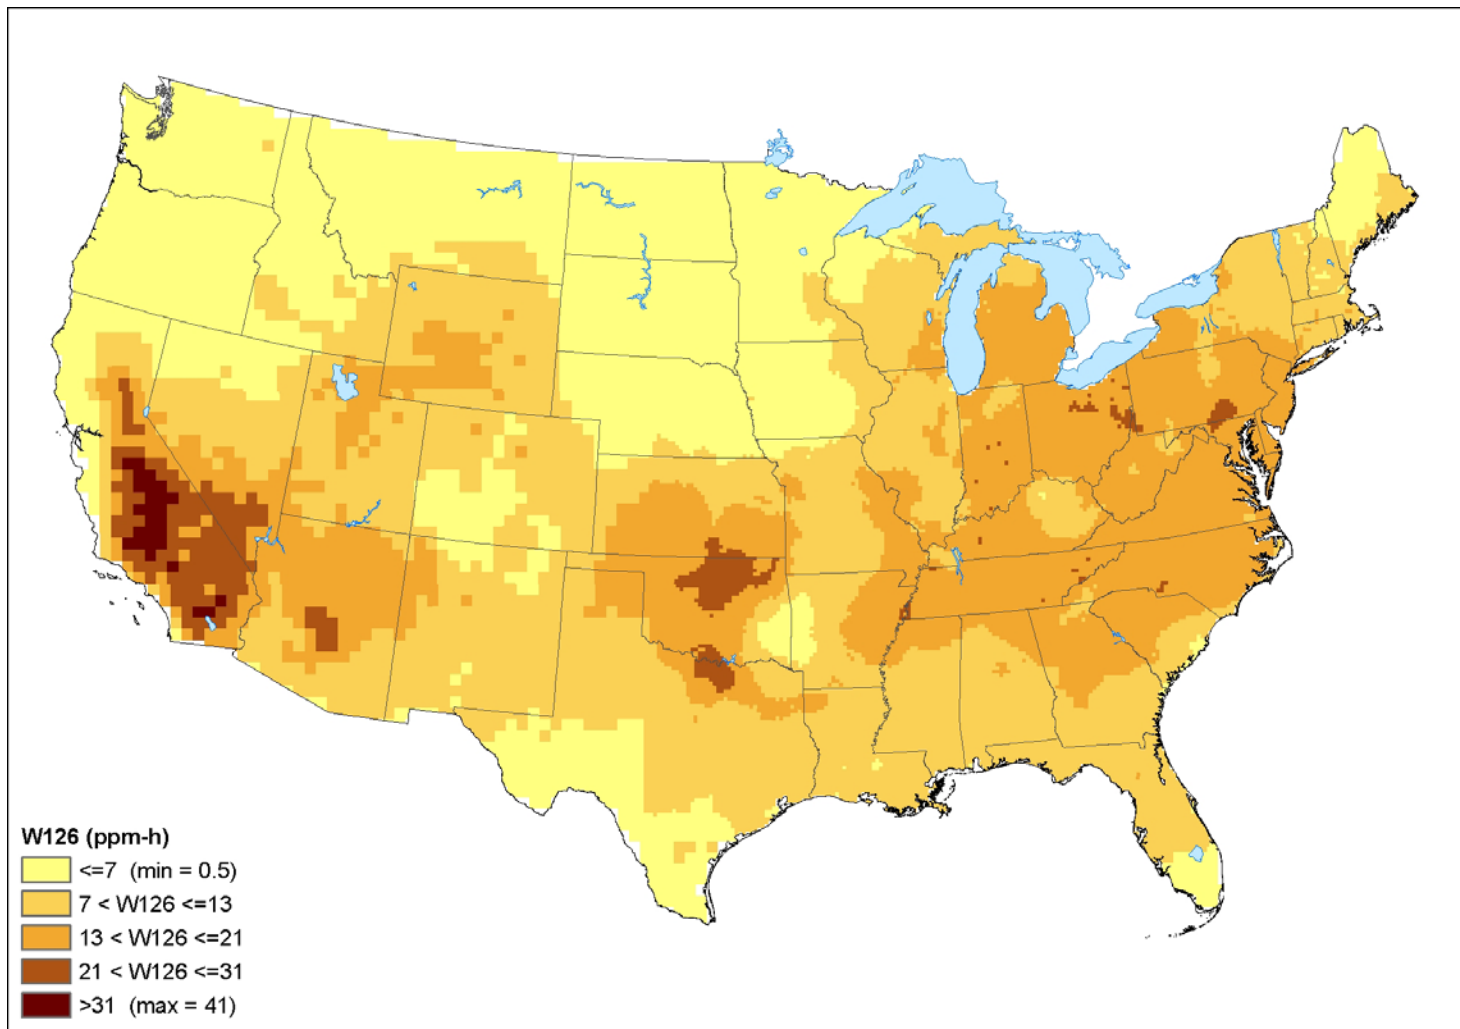 W126 (ppm-h)
<=7 (min = 0.5)
7 < W126 <=13
13 < W126 <=21
21 < W126 <=31
>31 (max = 41)